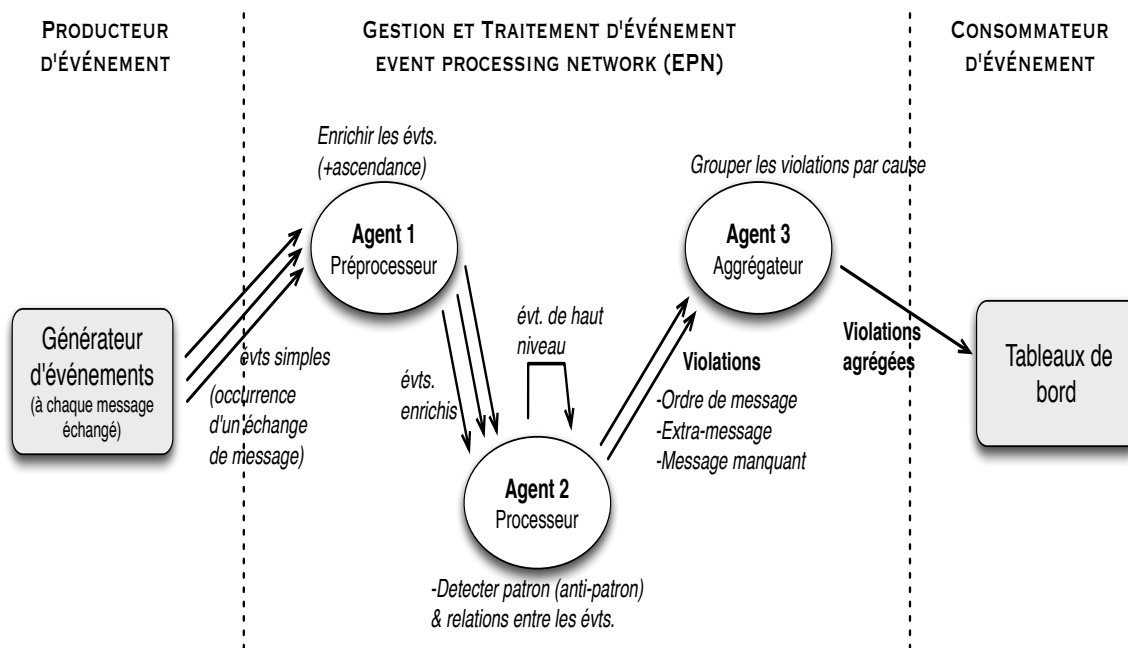 PRODUCTEUR
D'ÉVÉNEMENT
GESTION ET TRAITEMENT D'ÉVÉNEMENT
EVENT PROCESSING NETWORK (EPN)
CONSOMMATEUR
D'ÉVÉNEMENT
Enrichir les évts.
(+ascendance)
Agent 1
Préprocesseur
Grouper les violations par cause
Agent 3
Aggrégateur
Générateur
d'événements
(à chaque message
échangé)
évts simples
(occurrence
d'un échange
de message)
évts.
enrichis
évt. de haut
niveau
Violations
-Ordre de message
-Extra-message
-Message manquant
Violations
agrégées
Tableaux de
bord
Agent 2
Processeur
-Detecter patron (anti-patron)
& relations entre les évts.